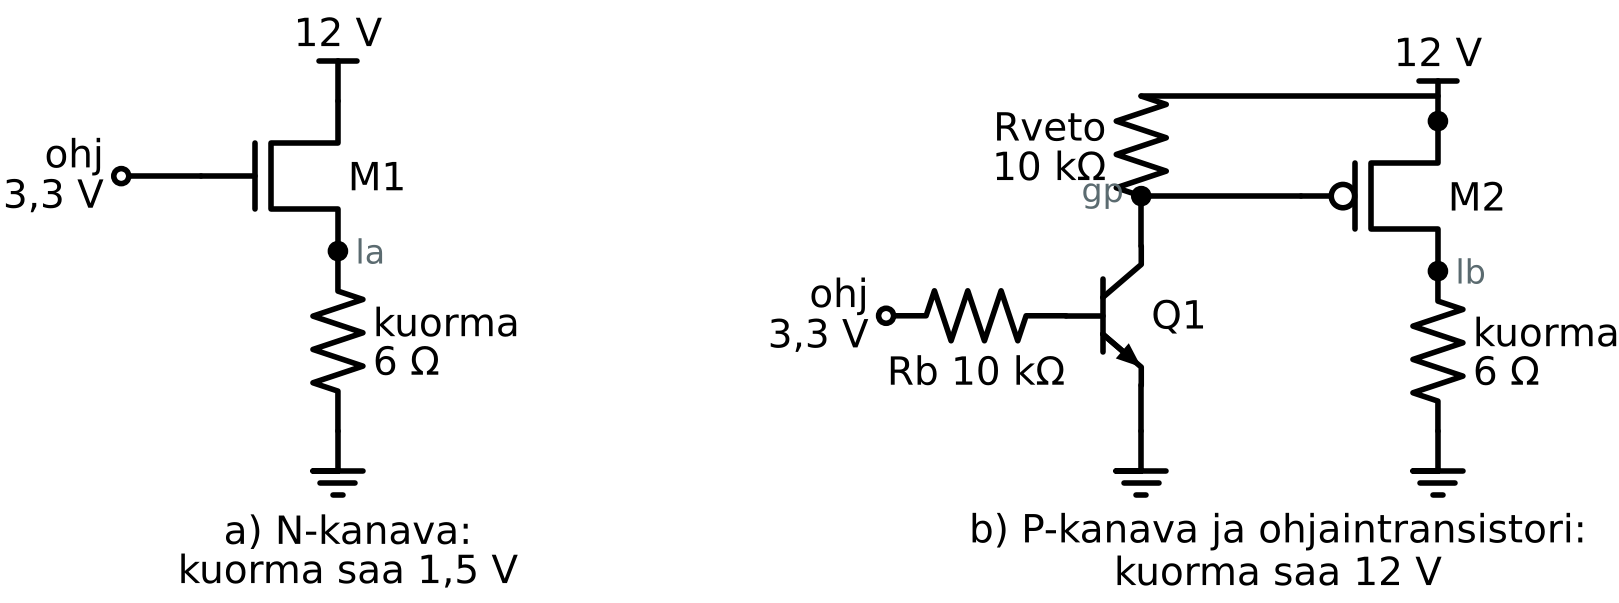 12 V
ohj
3,3 V
M1
la
kuorma
6 Ω
a) N-kanava:
kuorma saa 1,5 V
12 V
Rveto
10 kΩ
gp
M2
lb
ohj
3,3 V
Rb 10 kΩ
Q1
kuorma
6 Ω
b) P-kanava ja ohjaintransistori:
kuorma saa 12 V